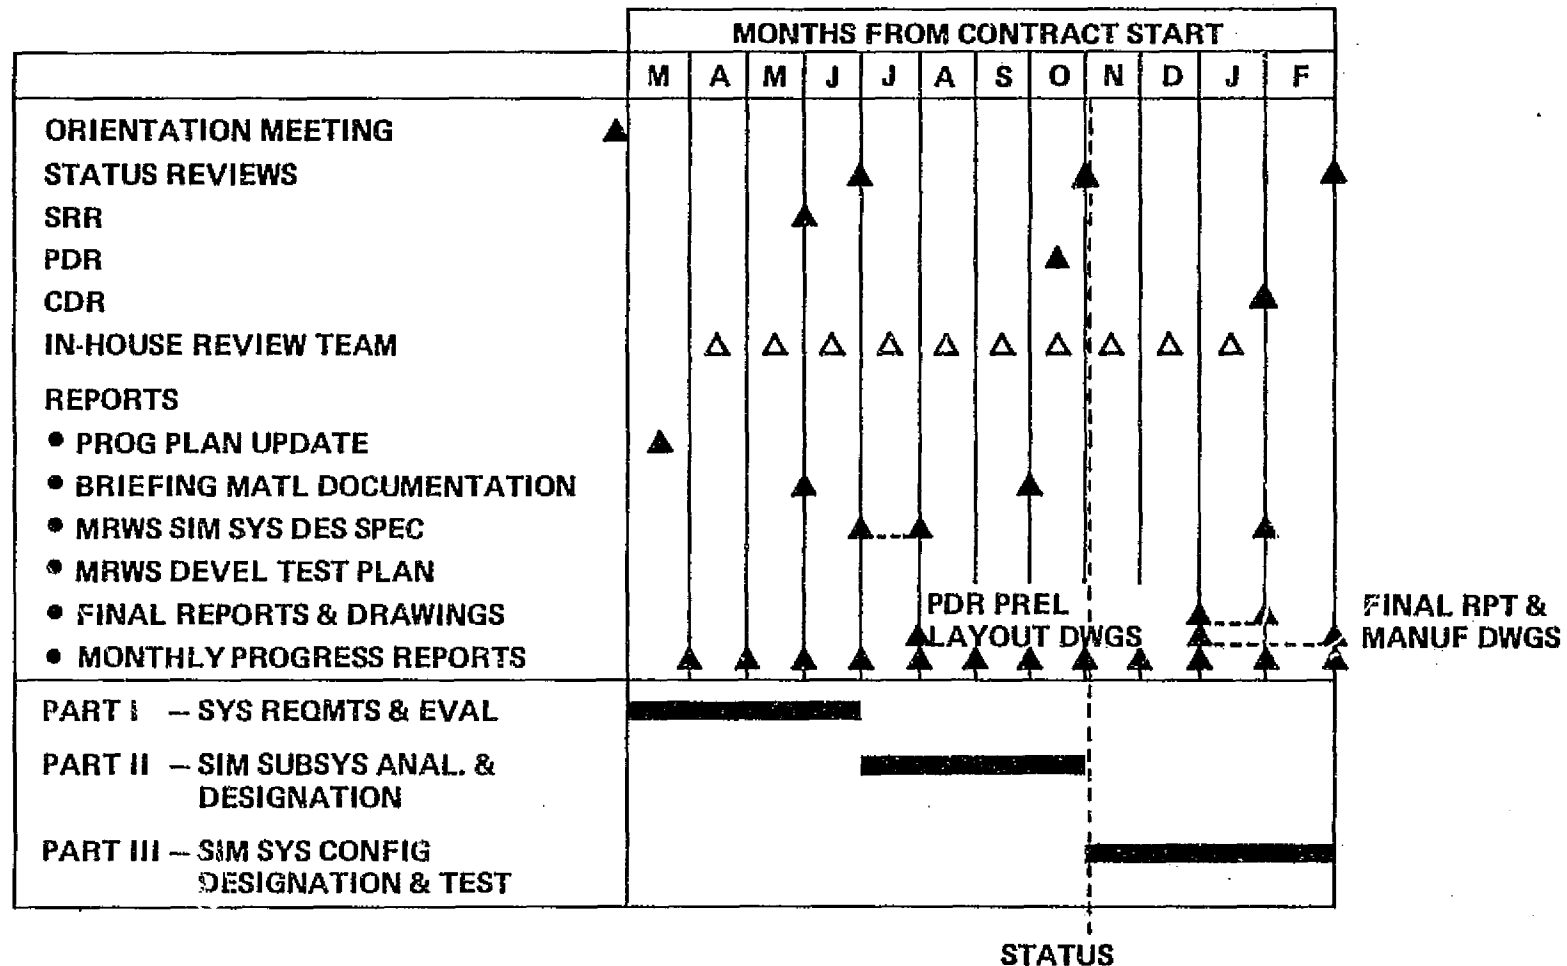 MONTHS FROM CONTRACT START
M A M J J A S O N D J F
ORIENTATION MEETING
STATUS REVIEWS
SRR
PDR
CDR
IN-HOUSE REVIEW TEAM
REPORTS
• PROG PLAN UPDATE
• BRIEFING MATL DOCUMENTATION
• MRWS SIM SYS DES SPEC
• MRWS DEVEL TEST PLAN
• FINAL REPORTS & DRAWINGS
PDR PREL
LAYOUT DWGS
FINAL RPT &
MANUF DWGS
• MONTHLY PROGRESS REPORTS
PART I – SYS REQMTS & EVAL
PART II – SIM SUBSYS ANAL. &
DESIGNATION
PART III – SIM SYS CONFIG
DESIGNATION & TEST
STATUS